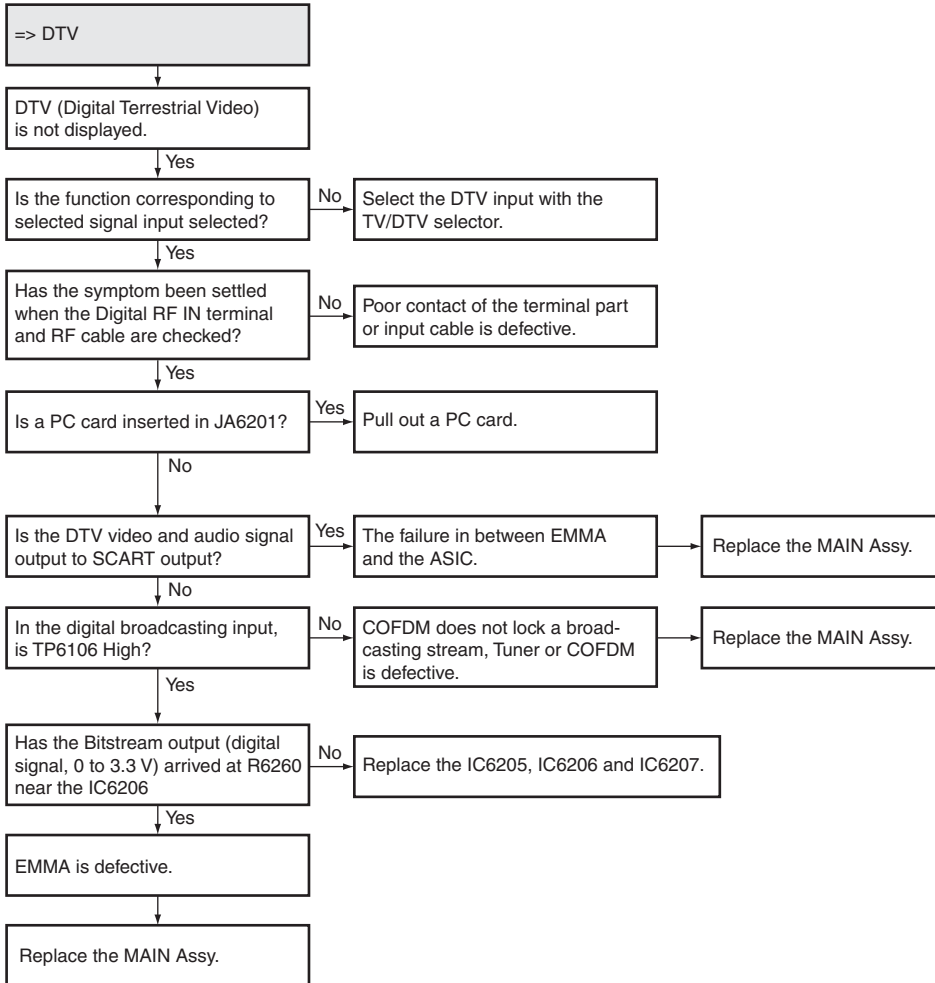 => DTV
DTV (Digital Terrestrial Video)
is not displayed.
Yes
Is the function corresponding to
selected signal input selected?
No
Select the DTV input with the
TV/DTV selector.
Yes
Has the symptom been settled
when the Digital RF IN terminal
and RF cable are checked?
No
Poor contact of the terminal part
or input cable is defective.
Yes
Is a PC card inserted in JA6201?
Yes
Pull out a PC card.
No
Is the DTV video and audio signal
output to SCART output?
Yes
The failure in between EMMA
and the ASIC.
Replace the MAIN Assy.
No
In the digital broadcasting input,
is TP6106 High?
No
COFDM does not lock a broad-
casting stream, Tuner or COFDM
is defective.
Replace the MAIN Assy.
Yes
Has the Bitstream output (digital
signal, 0 to 3.3 V) arrived at R6260
near the IC6206
No
Replace the IC6205, IC6206 and IC6207.
Yes
EMMA is defective.
Replace the MAIN Assy.